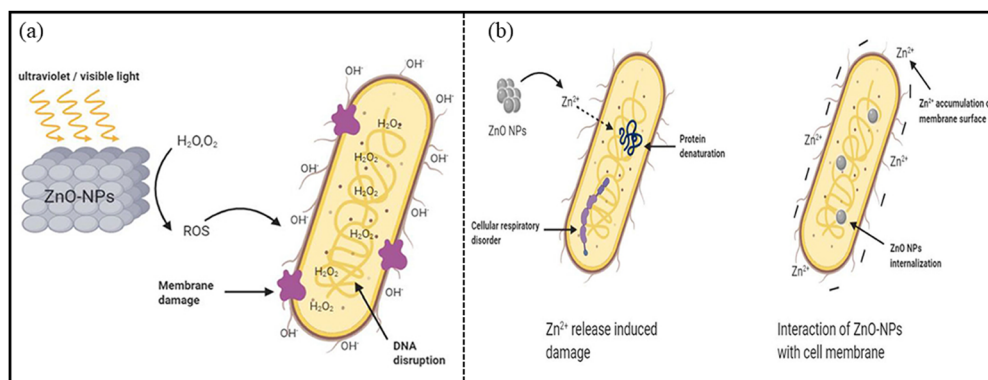 (a)
ultraviolet / visible light
ZnO-NPs
H₂O,O₂
ROS
Membrane
damage
DNA
disruption
OH⁻
OH⁻
OH⁻
OH⁻
OH⁻
OH⁻
OH⁻
OH⁻
OH⁻
OH⁻
H₂O₂
H₂O₂
H₂O₂
H₂O₂
H₂O₂
H₂O₂
(b)
ZnO NPs
Zn²⁺
Protein
denaturation
Cellular respiratory
disorder
Zn²⁺ release induced
damage
Zn²⁺
Zn²⁺ accumulation o
membrane surface
Zn²⁺
Zn²⁺
Zn²⁺
ZnO NPs
internalization
Interaction of ZnO-NPs
with cell membrane